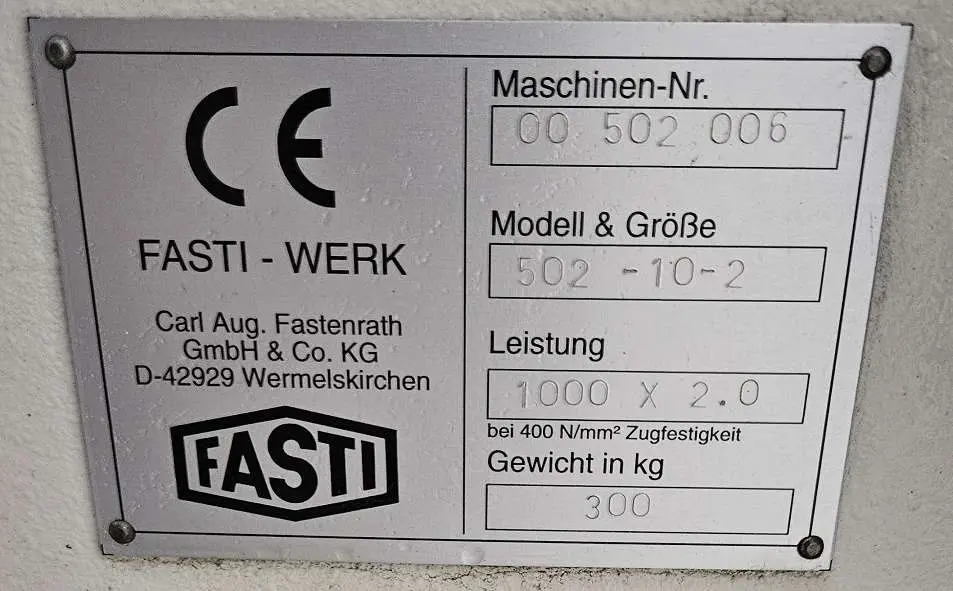 CE
FASTI - WERK
Carl Aug. Fastenrath
GmbH & Co. KG
D-42929 Wermelskirchen
FASTI
Maschinen-Nr.
00 502 006
Modell & Größe
502 -10-2
Leistung
1000 X 2.0
bei 400 N/mm² Zugfestigkeit
Gewicht in kg
300